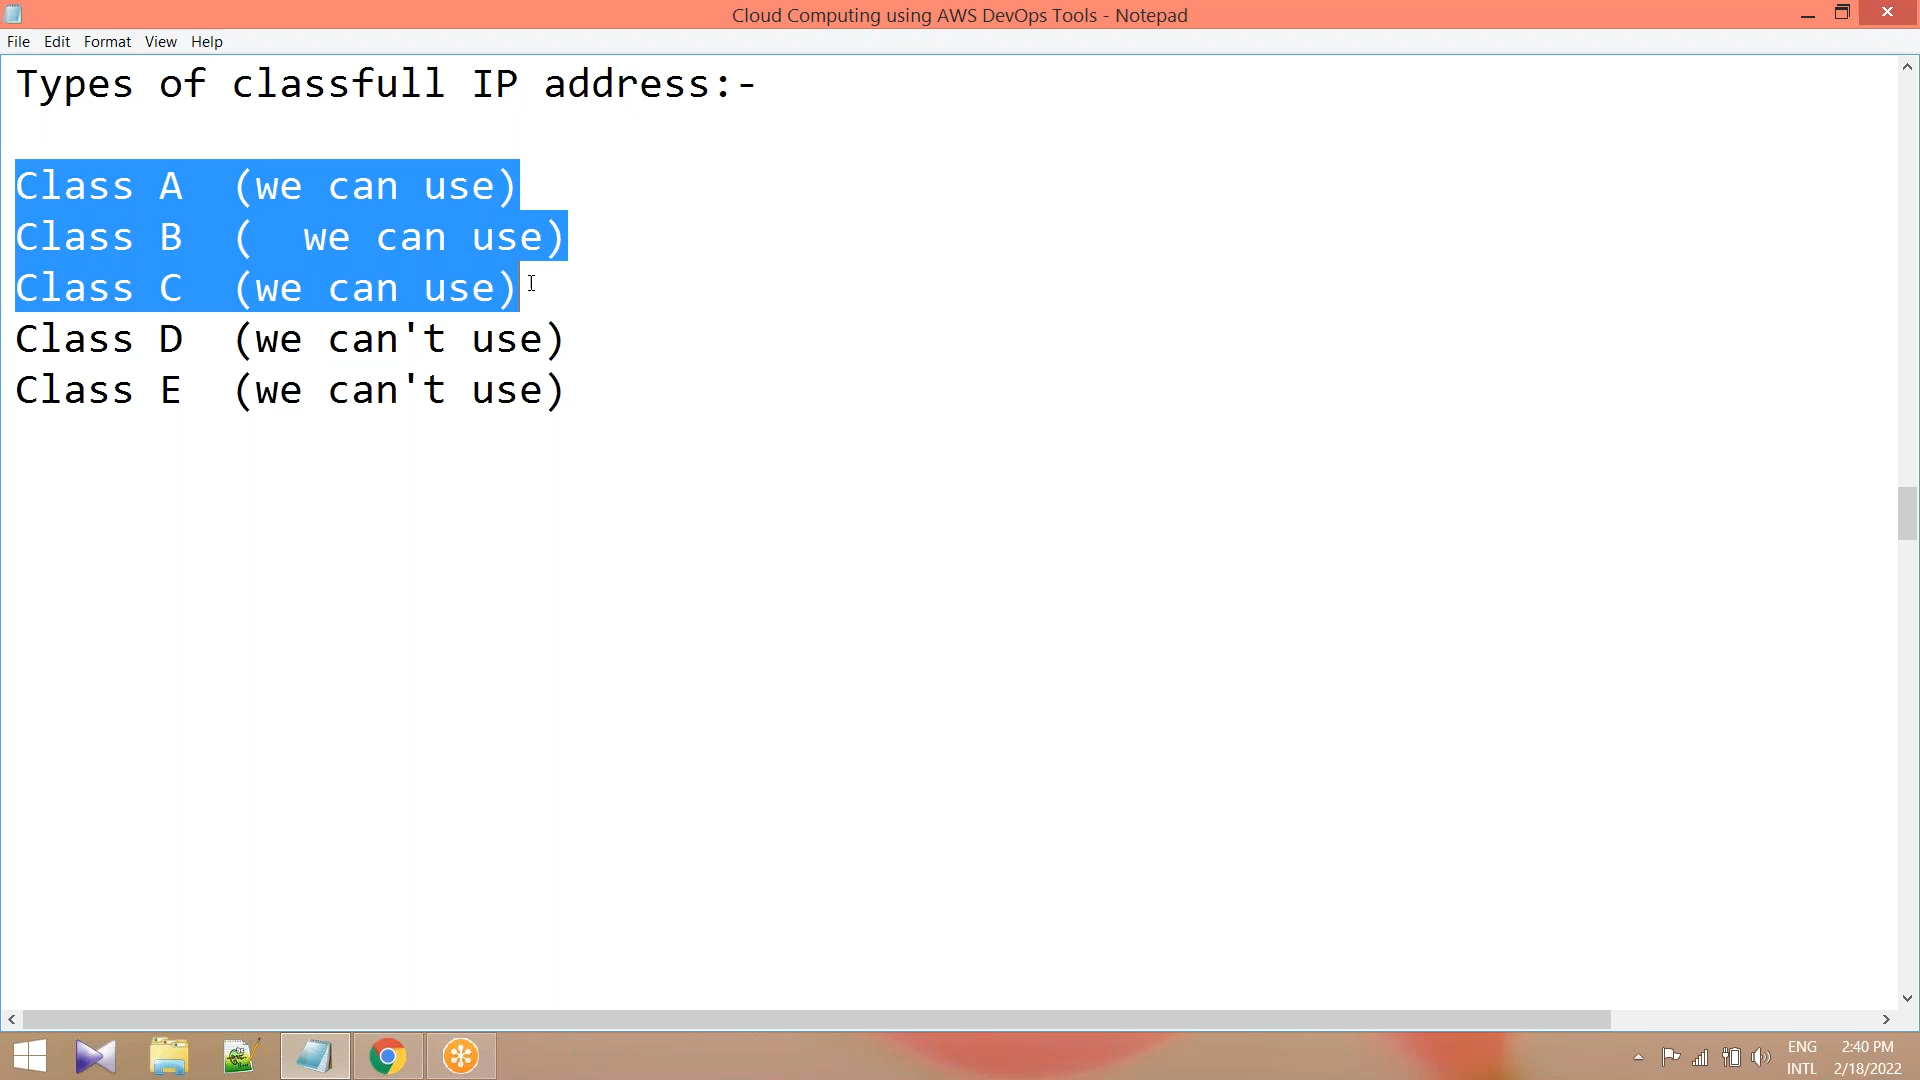 Cloud Computing using AWS DevOps Tools - Notepad
File Edit Format View Help
Types of classfull IP address:-
Class A  (we can use)
Class B  (  we can use)
Class C  (we can use)
Class D  (we can't use)
Class E  (we can't use)
ENG 2:40 PM
INTL 2/18/2022